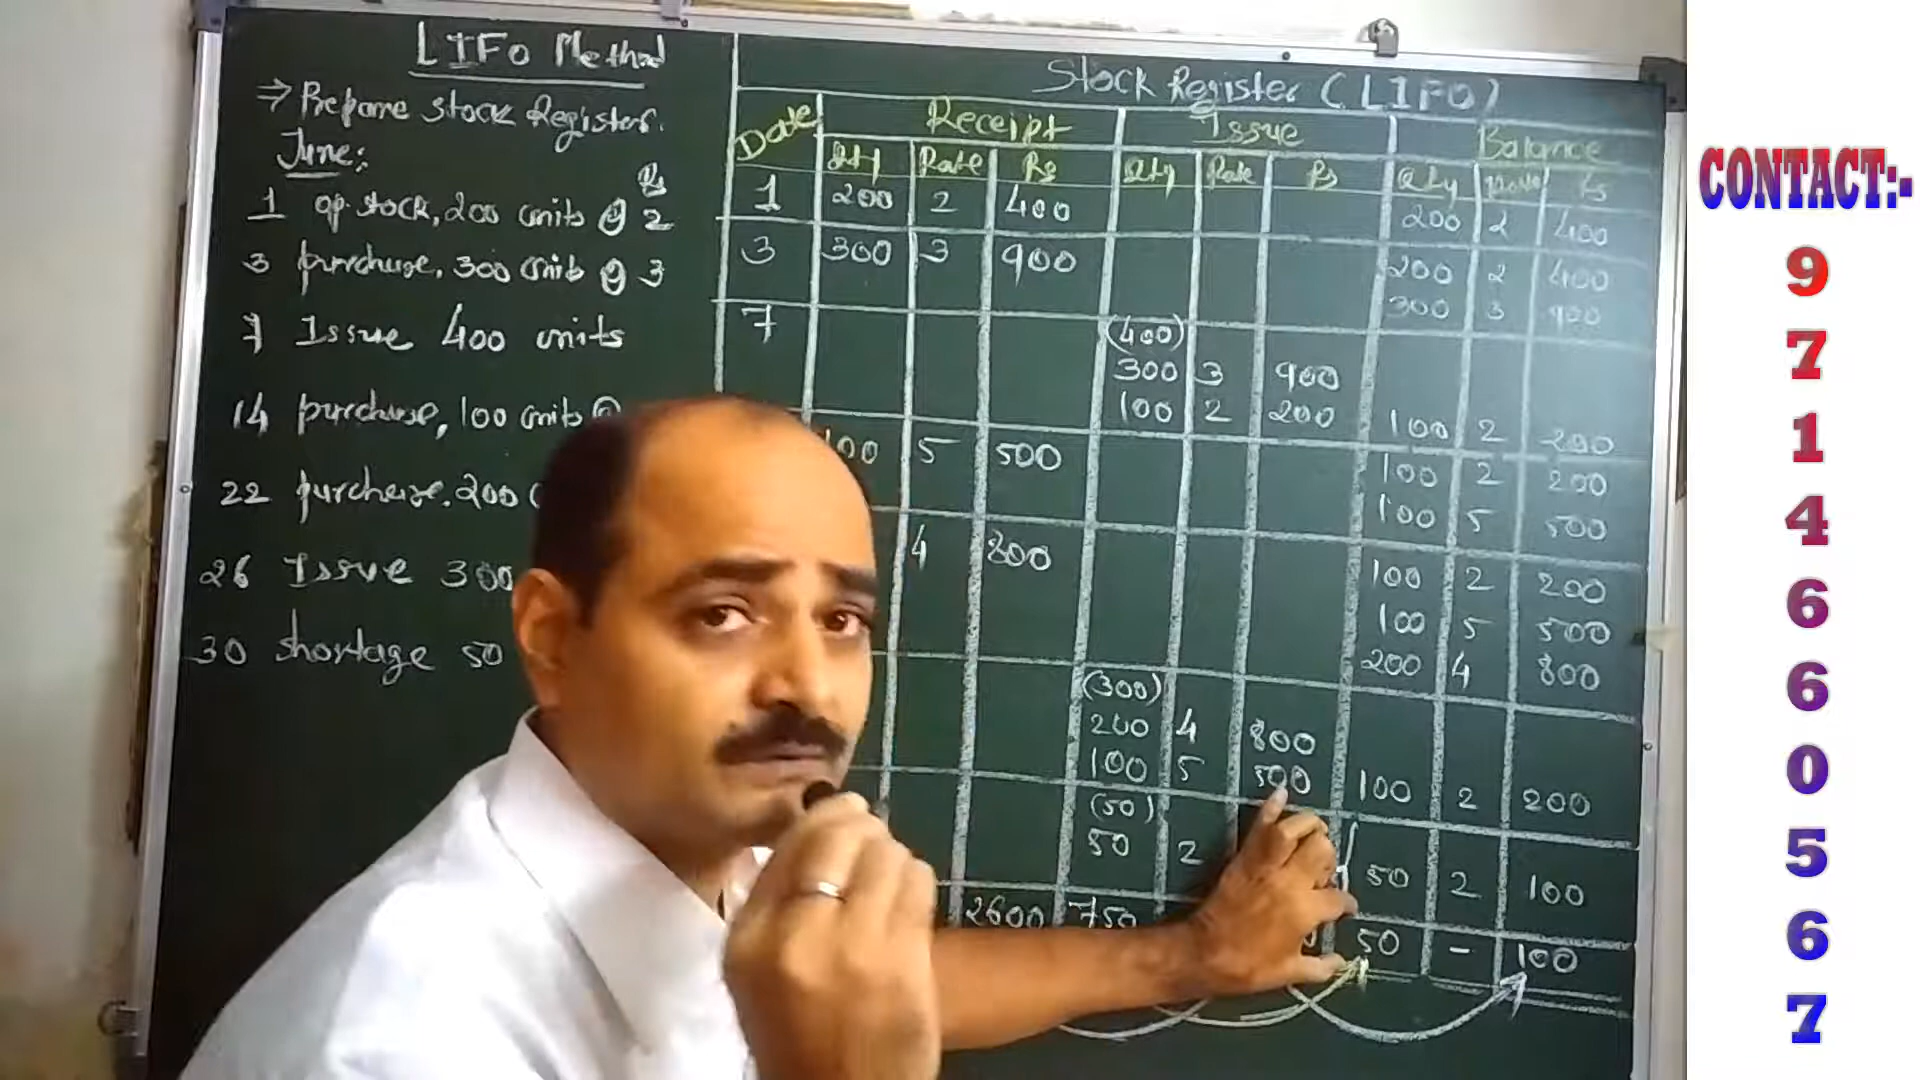 LIFO Method
⇒ Prepare stock Register.
June:
Rs
1 op. stock, 200 units @ 2
3 purchase, 300 units @ 3
7 Issue 400 units
14 purchase, 100 units @
22 purchase, 200
26 Issue 300
30 shortage 50
Stock Register (LIFO)
Date Receipt Issue Balance
Qty Rate Rs Qty Rate Rs Qty Rate Rs
1 200 2 400 200 2 400
3 300 3 900 200 2 400
300 3 900
7 (400)
300 3 900
100 2 200 100 2 200
100 5 500 100 2 200
100 5 500
4 800 100 2 200
100 5 500
200 4 800
(300)
200 4 800
100 5 500 100 2 200
(50)
50 2 50 2 100
2600 750 50 - 100
CONTACT:-
9
7
1
4
6
6
0
5
6
7